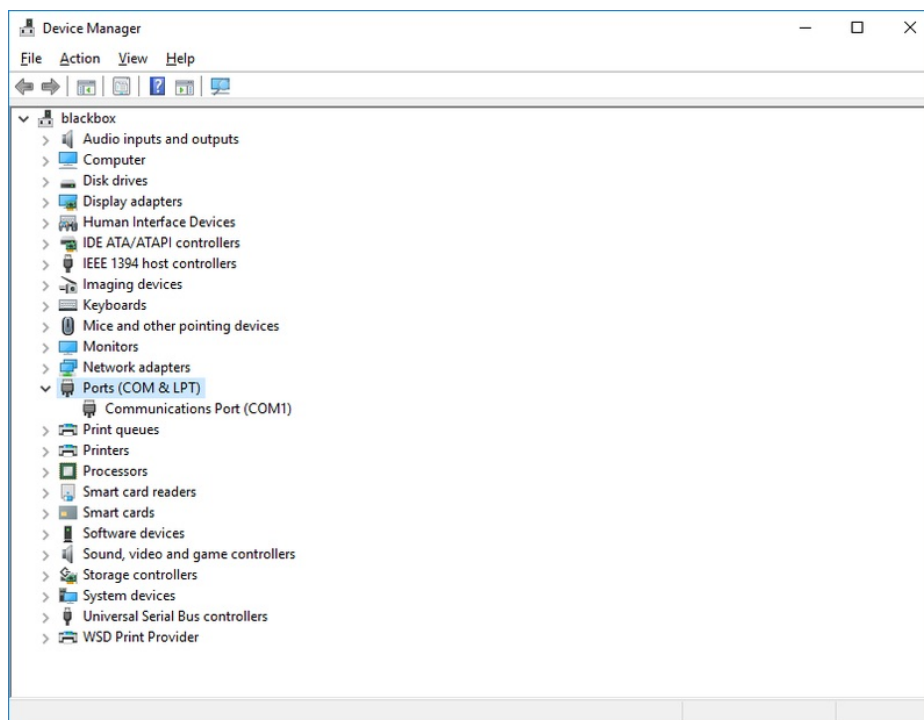 Device Manager
File Action View Help
blackbox
Audio inputs and outputs
Computer
Disk drives
Display adapters
Human Interface Devices
IDE ATA/ATAPI controllers
IEEE 1394 host controllers
Imaging devices
Keyboards
Mice and other pointing devices
Monitors
Network adapters
Ports (COM & LPT)
Communications Port (COM1)
Print queues
Printers
Processors
Smart card readers
Smart cards
Software devices
Sound, video and game controllers
Storage controllers
System devices
Universal Serial Bus controllers
WSD Print Provider